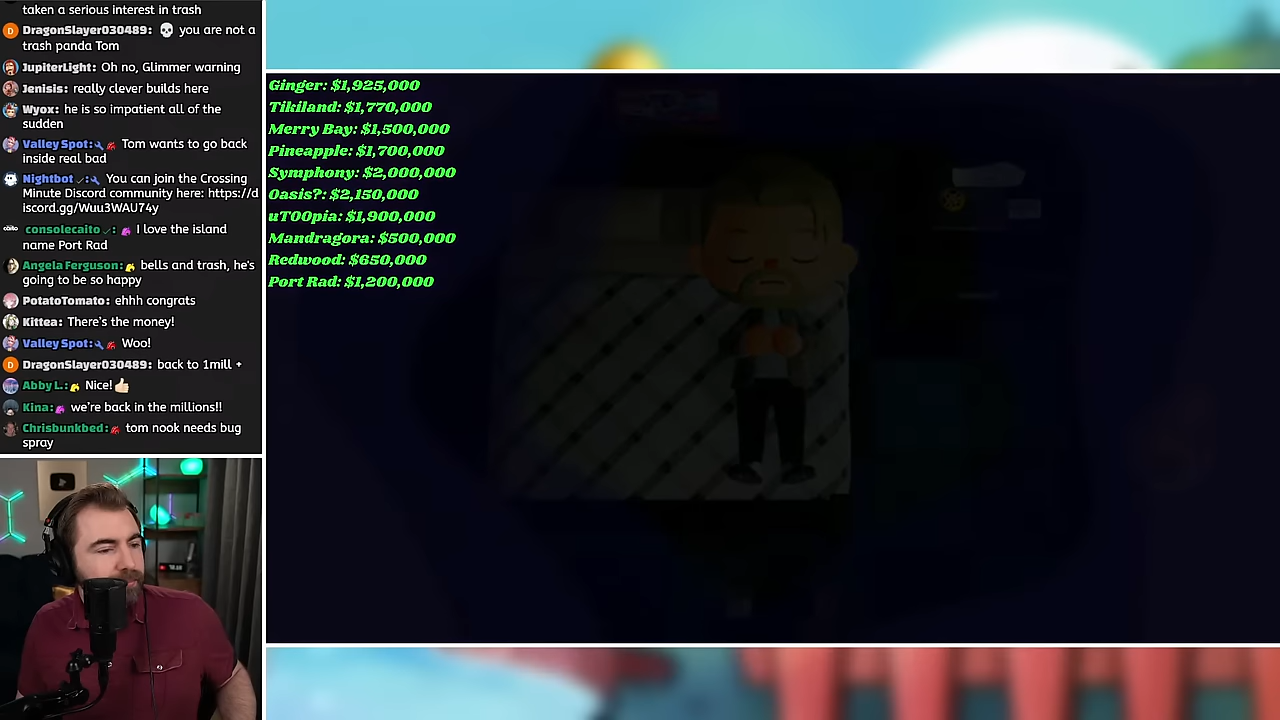 taken a serious interest in trash
DragonSlayer030489: 💀 you are not a
trash panda Tom
JupiterLight: Oh no, Glimmer warning
Jenisis: really clever builds here
Wyox: he is so impatient all of the
sudden
Valley Spot: Tom wants to go back
inside real bad
Nightbot: You can join the Crossing
Minute Discord community here: https://d
iscord.gg/Wuu3WAU74y
consolecaito: I love the island
name Port Rad
Angela Ferguson: bells and trash, he's
going to be so happy
PotatoTomato: ehhh congrats
Kittea: There's the money!
Valley Spot: Woo!
DragonSlayer030489: back to 1mill +
Abby L.: Nice!👍🏻
Kina: we're back in the millions!!
Chrisbunkbed: tom nook needs bug
spray
Ginger: $1,925,000
Tikiland: $1,770,000
Merry Bay: $1,500,000
Pineapple: $1,700,000
Symphony: $2,000,000
Oasis?: $2,150,000
uTOOpia: $1,900,000
Mandragora: $500,000
Redwood: $650,000
Port Rad: $1,200,000